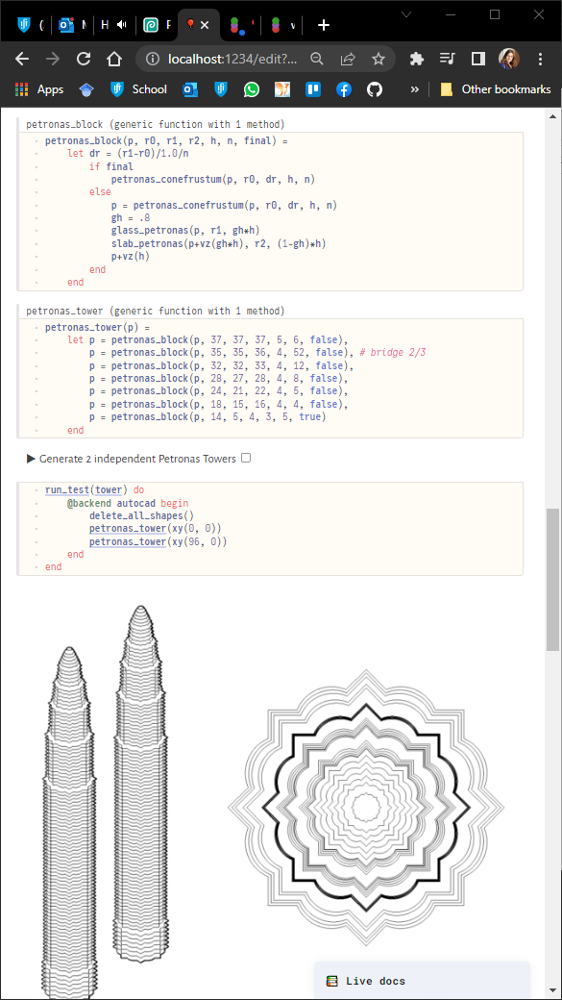 (
M
H
F
v
localhost:1234/edit?...
Apps
School
»
Other bookmarks
petronas_block (generic function with 1 method)
petronas_block(p, r0, r1, r2, h, n, final) =
let dr = (r1-r0)/1.0/n
if final
petronas_conefrustum(p, r0, dr, h, n)
else
p = petronas_conefrustum(p, r0, dr, h, n)
gh = .8
glass_petronas(p, r1, gh*h)
slab_petronas(p+vz(gh*h), r2, (1-gh)*h)
p+vz(h)
end
end
petronas_tower (generic function with 1 method)
petronas_tower(p) =
let p = petronas_block(p, 37, 37, 37, 5, 6, false),
p = petronas_block(p, 35, 35, 36, 4, 52, false), # bridge 2/3
p = petronas_block(p, 32, 32, 33, 4, 12, false),
p = petronas_block(p, 28, 27, 28, 4, 8, false),
p = petronas_block(p, 24, 21, 22, 4, 5, false),
p = petronas_block(p, 18, 15, 16, 4, 4, false),
p = petronas_block(p, 14, 5, 4, 3, 5, true)
end
▶ Generate 2 independent Petronas Towers
run_test(tower) do
@backend autocad begin
delete_all_shapes()
petronas_tower(xy(0, 0))
petronas_tower(xy(96, 0))
end
end
Live docs